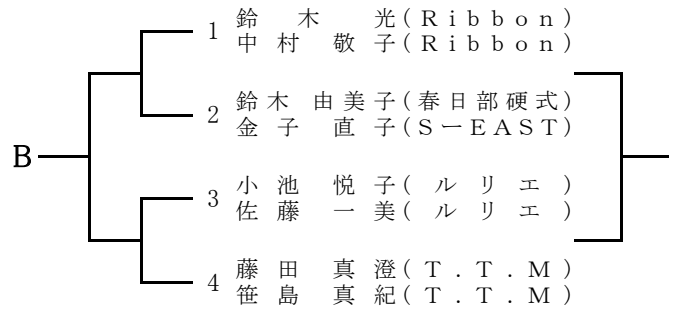 1 鈴木 光(Ribbon)
中村 敬子(Ribbon)
2 鈴木 由美子(春日部硬式)
金子 直子(S－EAST)
B
3 小池 悦子(ルリエ)
佐藤 一美(ルリエ)
4 藤田 真澄(T.T.M)
笹島 真紀(T.T.M)